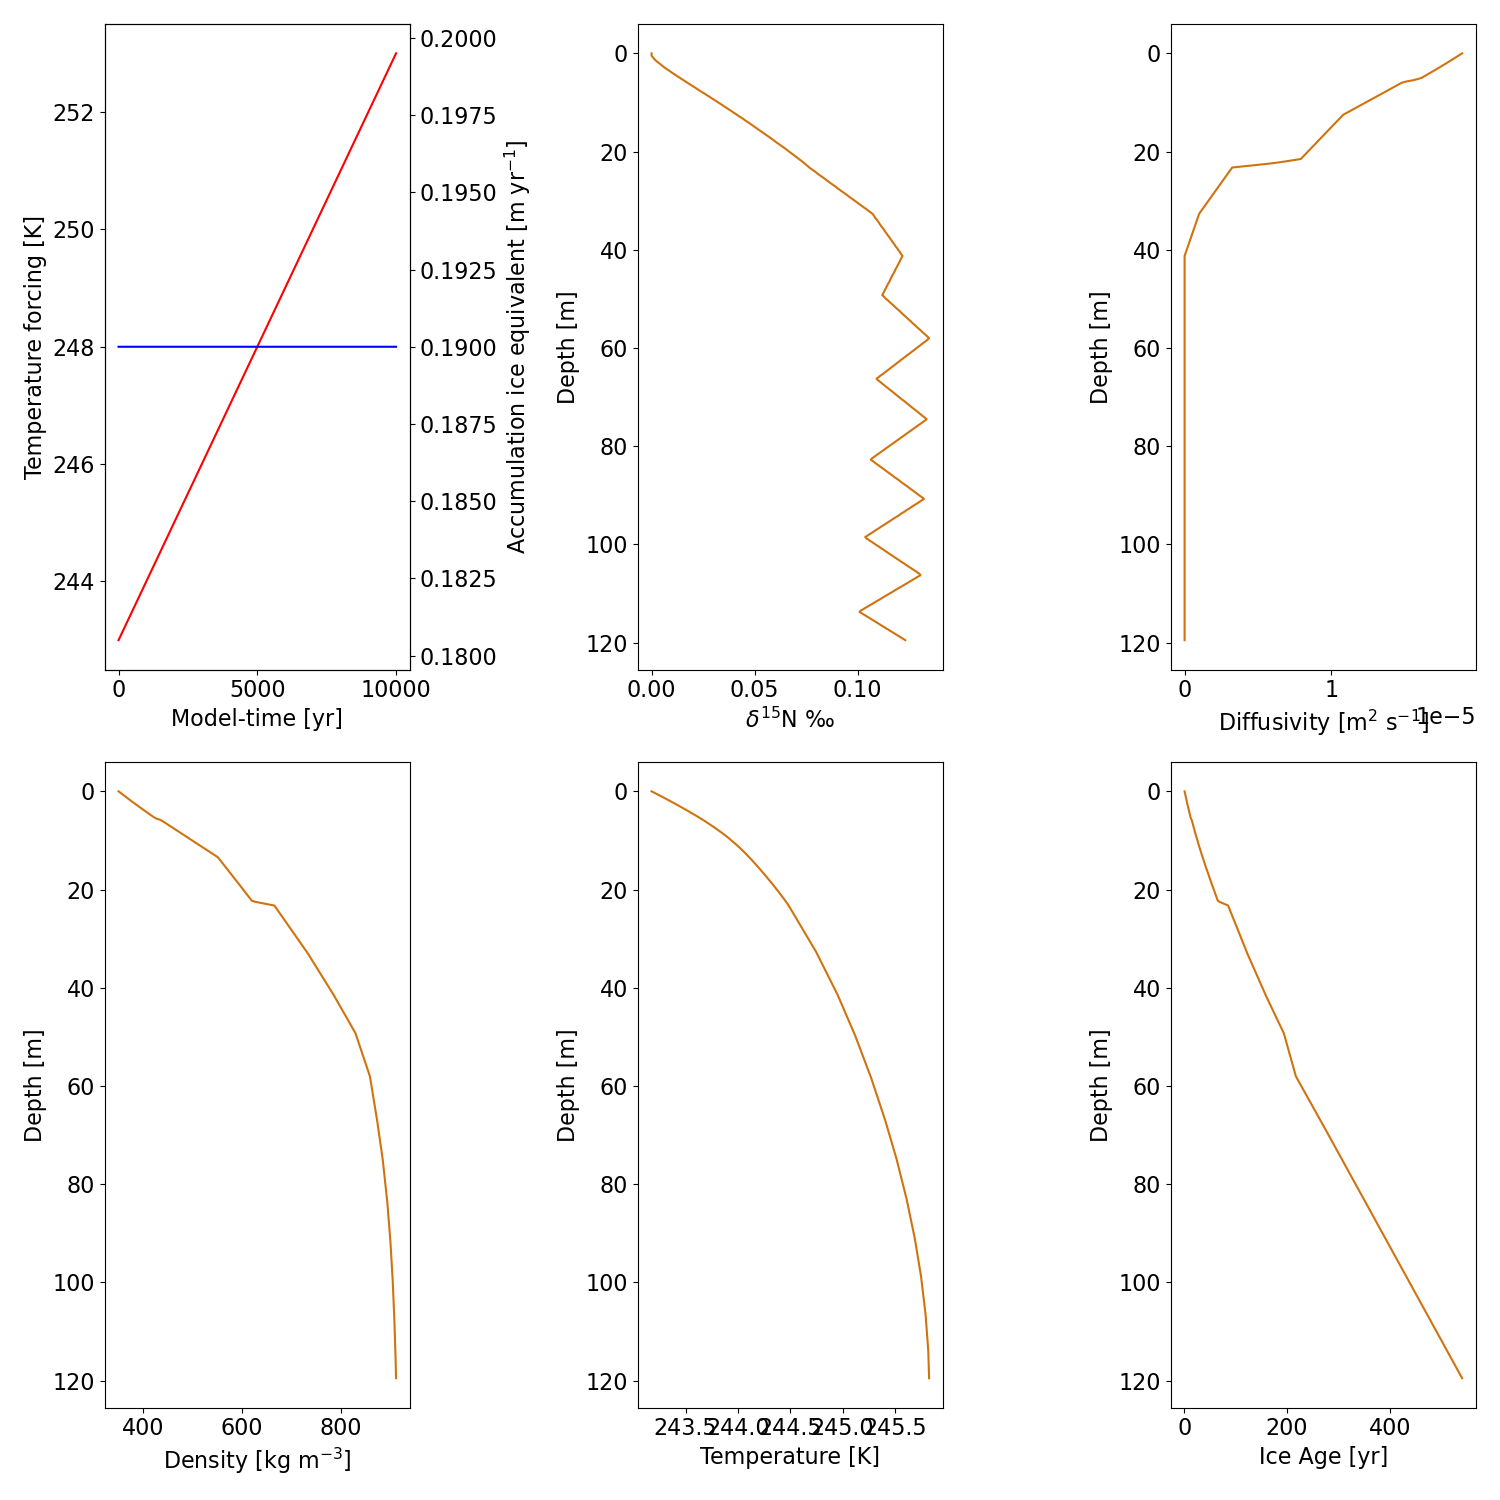 252
250
248
246
244
Temperature forcing [K]
0 5000 10000
Model-time [yr]
0.2000
0.1975
0.1950
0.1925
0.1900
0.1875
0.1850
0.1825
0.1800
Accumulation ice equivalent [m yr⁻¹]
0
20
40
60
80
100
120
Depth [m]
0.00 0.05 0.10
δ¹⁵N ‰
0
20
40
60
80
100
120
Depth [m]
0 1
1e−5
Diffusivity [m² s⁻¹]
0
20
40
60
80
100
120
Depth [m]
400 600 800
Density [kg m⁻³]
0
20
40
60
80
100
120
Depth [m]
243.5 244.0 244.5 245.0 245.5
Temperature [K]
0
20
40
60
80
100
120
Depth [m]
0 200 400
Ice Age [yr]